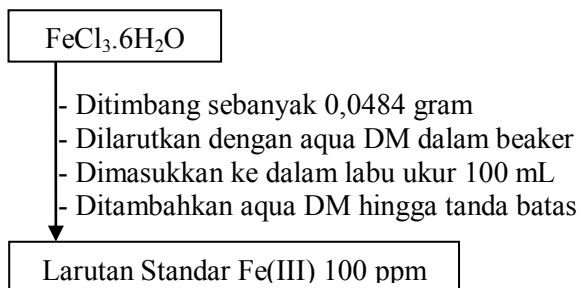 FeCl₃.6H₂O
- Ditimbang sebanyak 0,0484 gram
- Dilarutkan dengan aqua DM dalam beaker
- Dimasukkan ke dalam labu ukur 100 mL
- Ditambahkan aqua DM hingga tanda batas
Larutan Standar Fe(III) 100 ppm